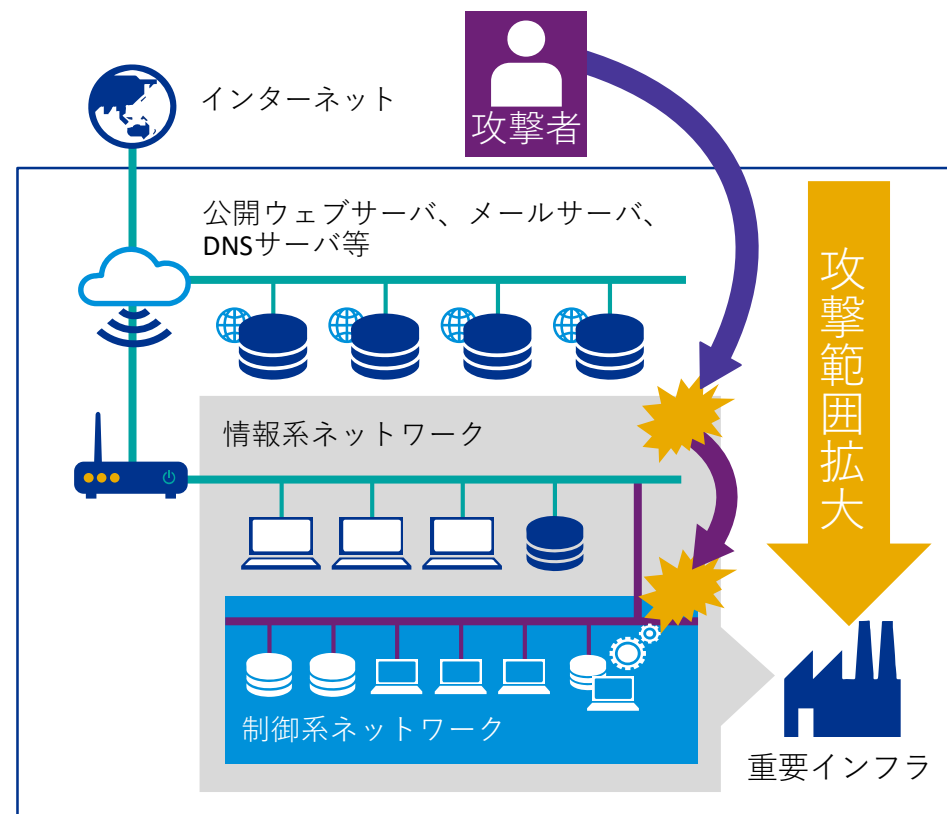 インターネット
攻撃者
公開ウェブサーバ、メールサーバ、
DNSサーバ等
攻撃範囲拡大
情報系ネットワーク
制御系ネットワーク
重要インフラ